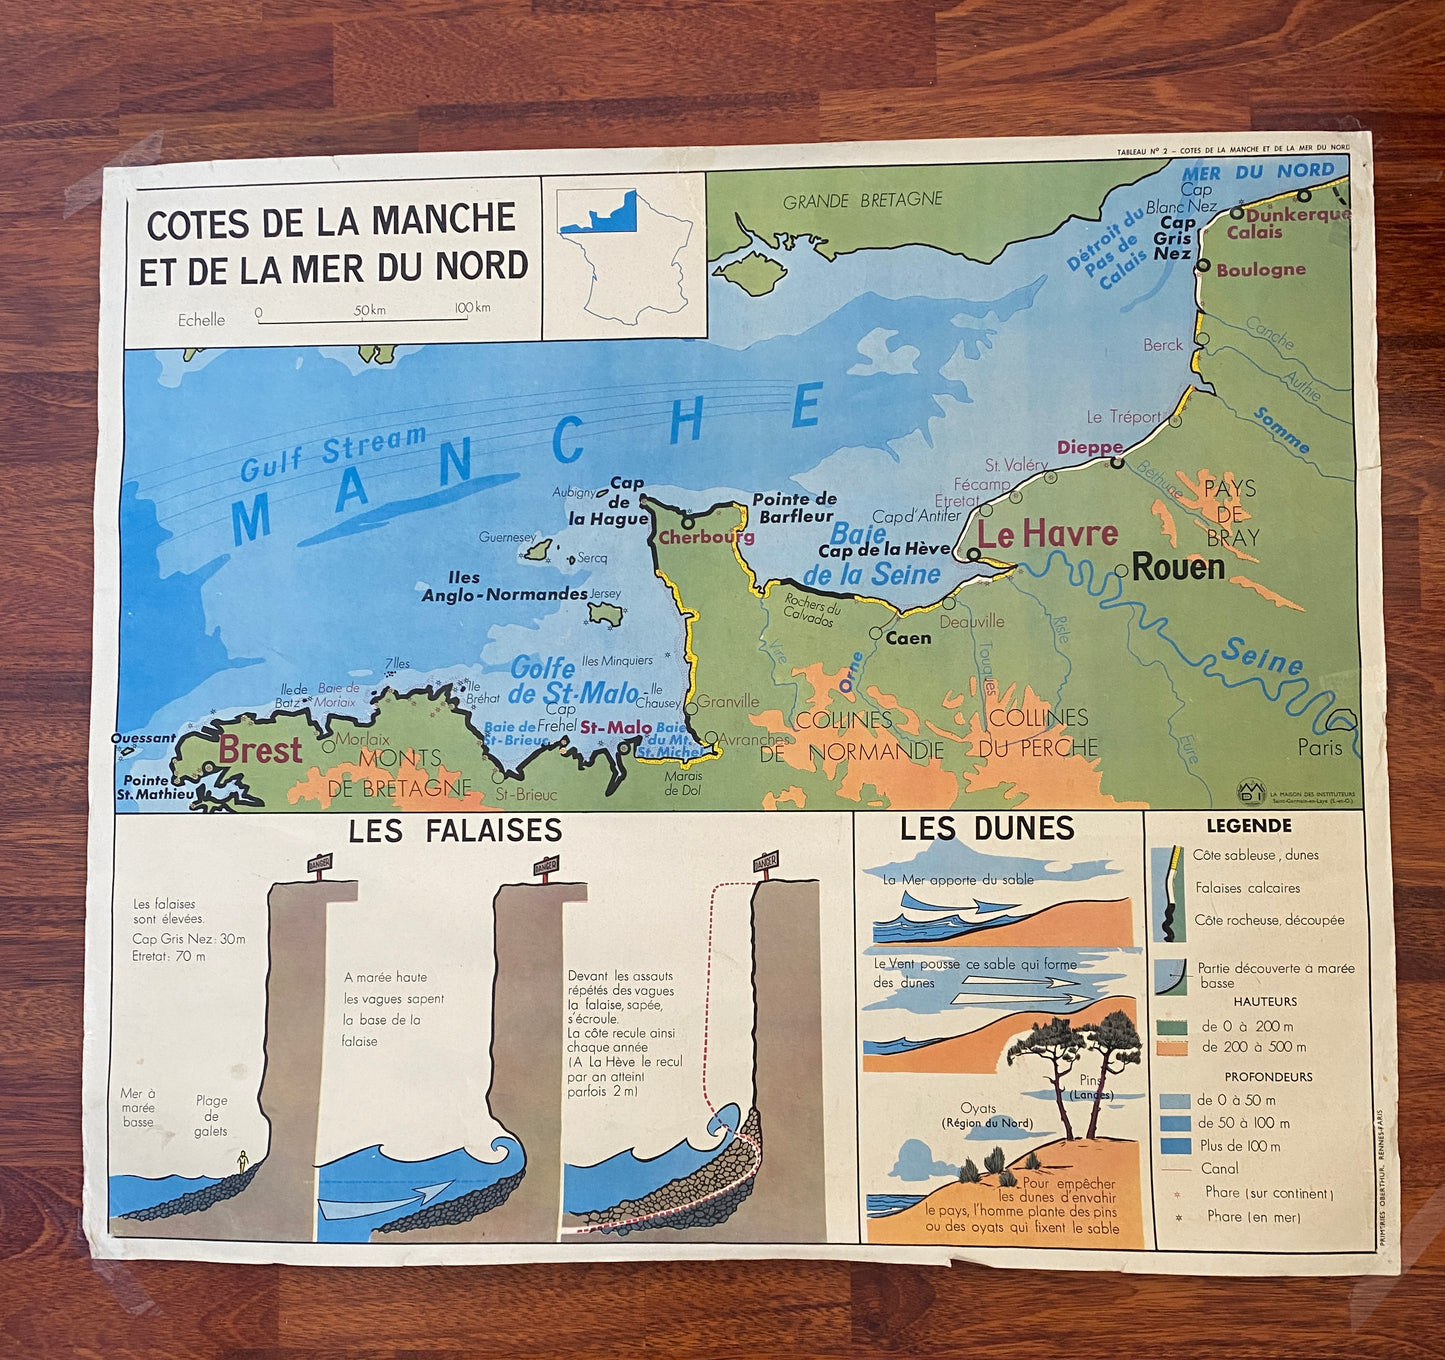 TABLEAU Nº 2 - COTES DE LA MANCHE ET DE LA MER DU NORD
COTES DE LA MANCHE
ET DE LA MER DU NORD
Echelle
0 50km 100km
GRANDE BRETAGNE
MER DU NORD
Cap
Blanc Nez
Cap
Gris
Nez
Détroit du
Pas de
Calais
Dunkerque
Calais
Boulogne
Berck
Canche
Authie
Somme
Le Tréport
Dieppe
Béthune
St. Valéry
Fécamp
Etretat
Cap d'Antifer
PAYS
DE
BRAY
Gulf Stream
MANCHE
Aubigny
Cap
de
la Hague
Cherbourg
Pointe de
Barfleur
Baie
de la Seine
Cap de la Hève
Le Havre
Rouen
Guernesey
Sercq
Iles
Anglo-Normandes
Jersey
Rochers du
Calvados
Deauville
Caen
Vire
Orne
Touques
Risle
Seine
Eure
Paris
7 Iles
Golfe
de St-Malo
Iles Minquiers
Ile
Chausey
Granville
Ile de
Batz
Baie de
Morlaix
Ile
Bréhat
Cap
Frehel
Baie de
St-Brieuc
St-Malo
Baie
du Mt.
St. Michel
Avranches
COLLINES
DE NORMANDIE
COLLINES
DU PERCHE
Ouessant
Brest
Morlaix
MONTS
DE BRETAGNE
Pointe
St. Mathieu
St-Brieuc
Marais
de Dol
MDI
LA MAISON DES INSTITUTEURS
Saint-Germain-en-Laye (S.-et-O.)
LES FALAISES
DANGER
DANGER
DANGER
Les falaises
sont élevées.
Cap Gris Nez: 30m
Etretat: 70 m
Mer à
marée
basse
Plage
de
galets
A marée haute
les vagues sapent
la base de la
falaise
Devant les assauts
répétés des vagues
la falaise, sapée,
s'écroule.
La côte recule ainsi
chaque année
(A La Hève le recul
par an atteint
parfois 2 m)
LES DUNES
La Mer apporte du sable
Le Vent pousse ce sable qui forme
des dunes
Pins
(Landes)
Oyats
(Région du Nord)
Pour empêcher
les dunes d'envahir
le pays, l'homme plante des pins
ou des oyats qui fixent le sable
LEGENDE
Côte sableuse, dunes
Falaises calcaires
Côte rocheuse, découpée
Partie découverte à marée
basse
HAUTEURS
de 0 à 200 m
de 200 à 500 m
PROFONDEURS
de 0 à 50 m
de 50 à 100 m
Plus de 100 m
Canal
Phare (sur continent)
Phare (en mer)
PRIMTRIES OBERTHUR, RENNES-PARIS